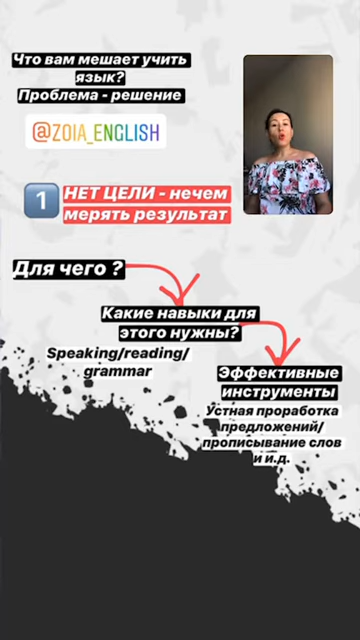 Что вам мешает учить
язык?
Проблема - решение
@ZOIA_ENGLISH
1 НЕТ ЦЕЛИ - нечем
мерять результат
Для чего ?
Какие навыки для
этого нужны?
Speaking/reading/
grammar
Эффективные
инструменты
Устная проработка
предложений/
прописывание слов
и и.д.